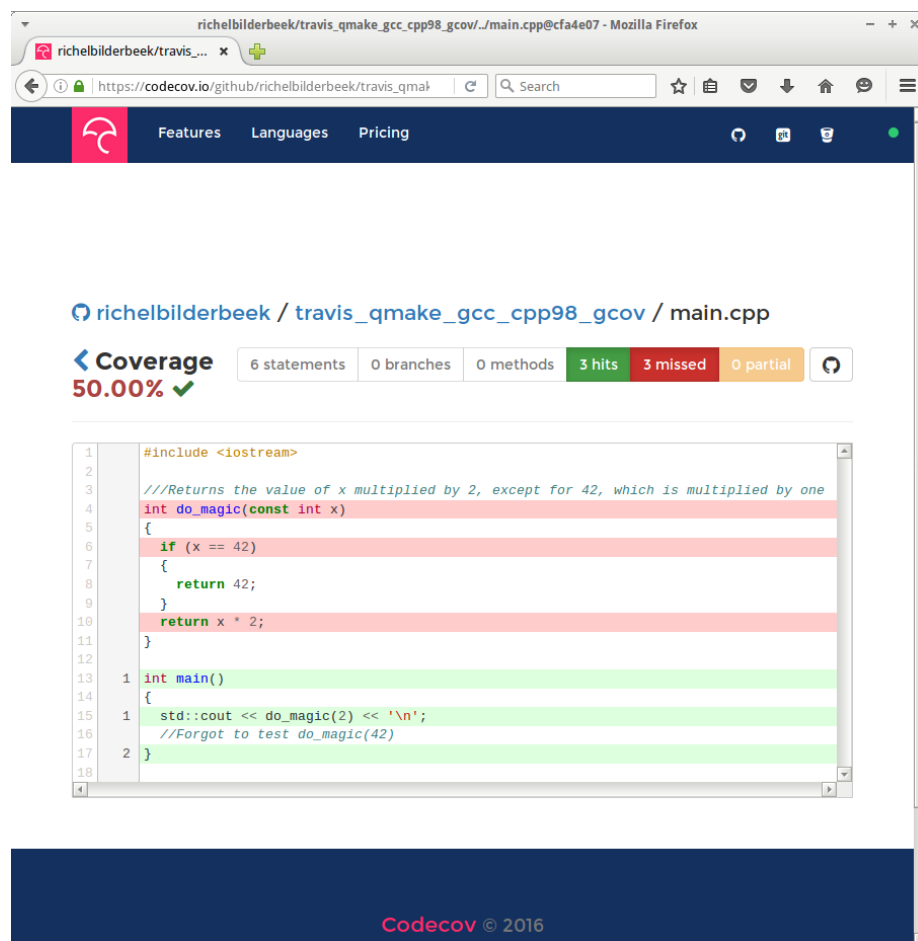 richelbilderbeek/travis_qmake_gcc_cpp98_gcov/../main.cpp@cfa4e07 - Mozilla Firefox
richelbilderbeek/travis_...
https://codecov.io/github/richelbilderbeek/travis_qmak
Search
Features Languages Pricing
git
richelbilderbeek / travis_qmake_gcc_cpp98_gcov / main.cpp
Coverage
50.00%
6 statements 0 branches 0 methods 3 hits 3 missed 0 partial
1 #include <iostream>
2
3 ///Returns the value of x multiplied by 2, except for 42, which is multiplied by one
4 int do_magic(const int x)
5 {
6 if (x == 42)
7 {
8 return 42;
9 }
10 return x * 2;
11 }
12
13 1 int main()
14 {
15 1 std::cout << do_magic(2) << '\n';
16 //Forgot to test do_magic(42)
17 2 }
18
Codecov © 2016